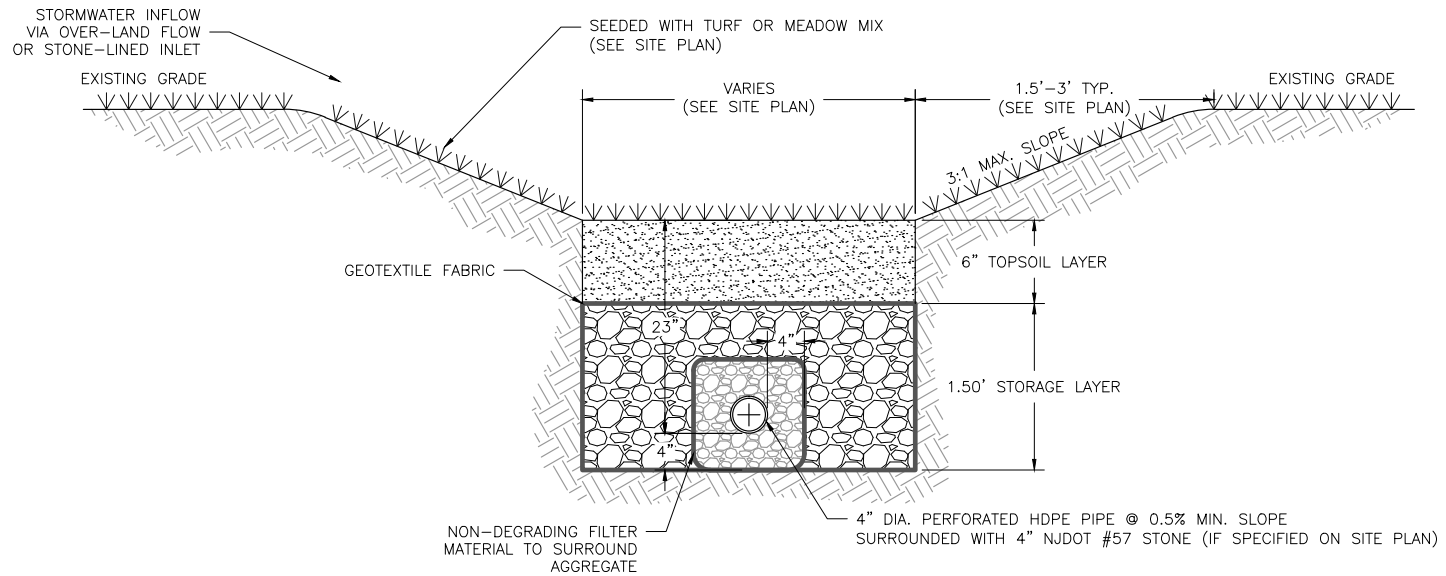 STORMWATER INFLOW
VIA OVER-LAND FLOW
OR STONE-LINED INLET
SEEDED WITH TURF OR MEADOW MIX
(SEE SITE PLAN)
EXISTING GRADE
VARIES
(SEE SITE PLAN)
1.5'-3' TYP.
(SEE SITE PLAN)
EXISTING GRADE
3:1 MAX. SLOPE
GEOTEXTILE FABRIC
6" TOPSOIL LAYER
23"
4"
1.50' STORAGE LAYER
4"
NON-DEGRADING FILTER
MATERIAL TO SURROUND
AGGREGATE
4" DIA. PERFORATED HDPE PIPE @ 0.5% MIN. SLOPE
SURROUNDED WITH 4" NJDOT #57 STONE (IF SPECIFIED ON SITE PLAN)